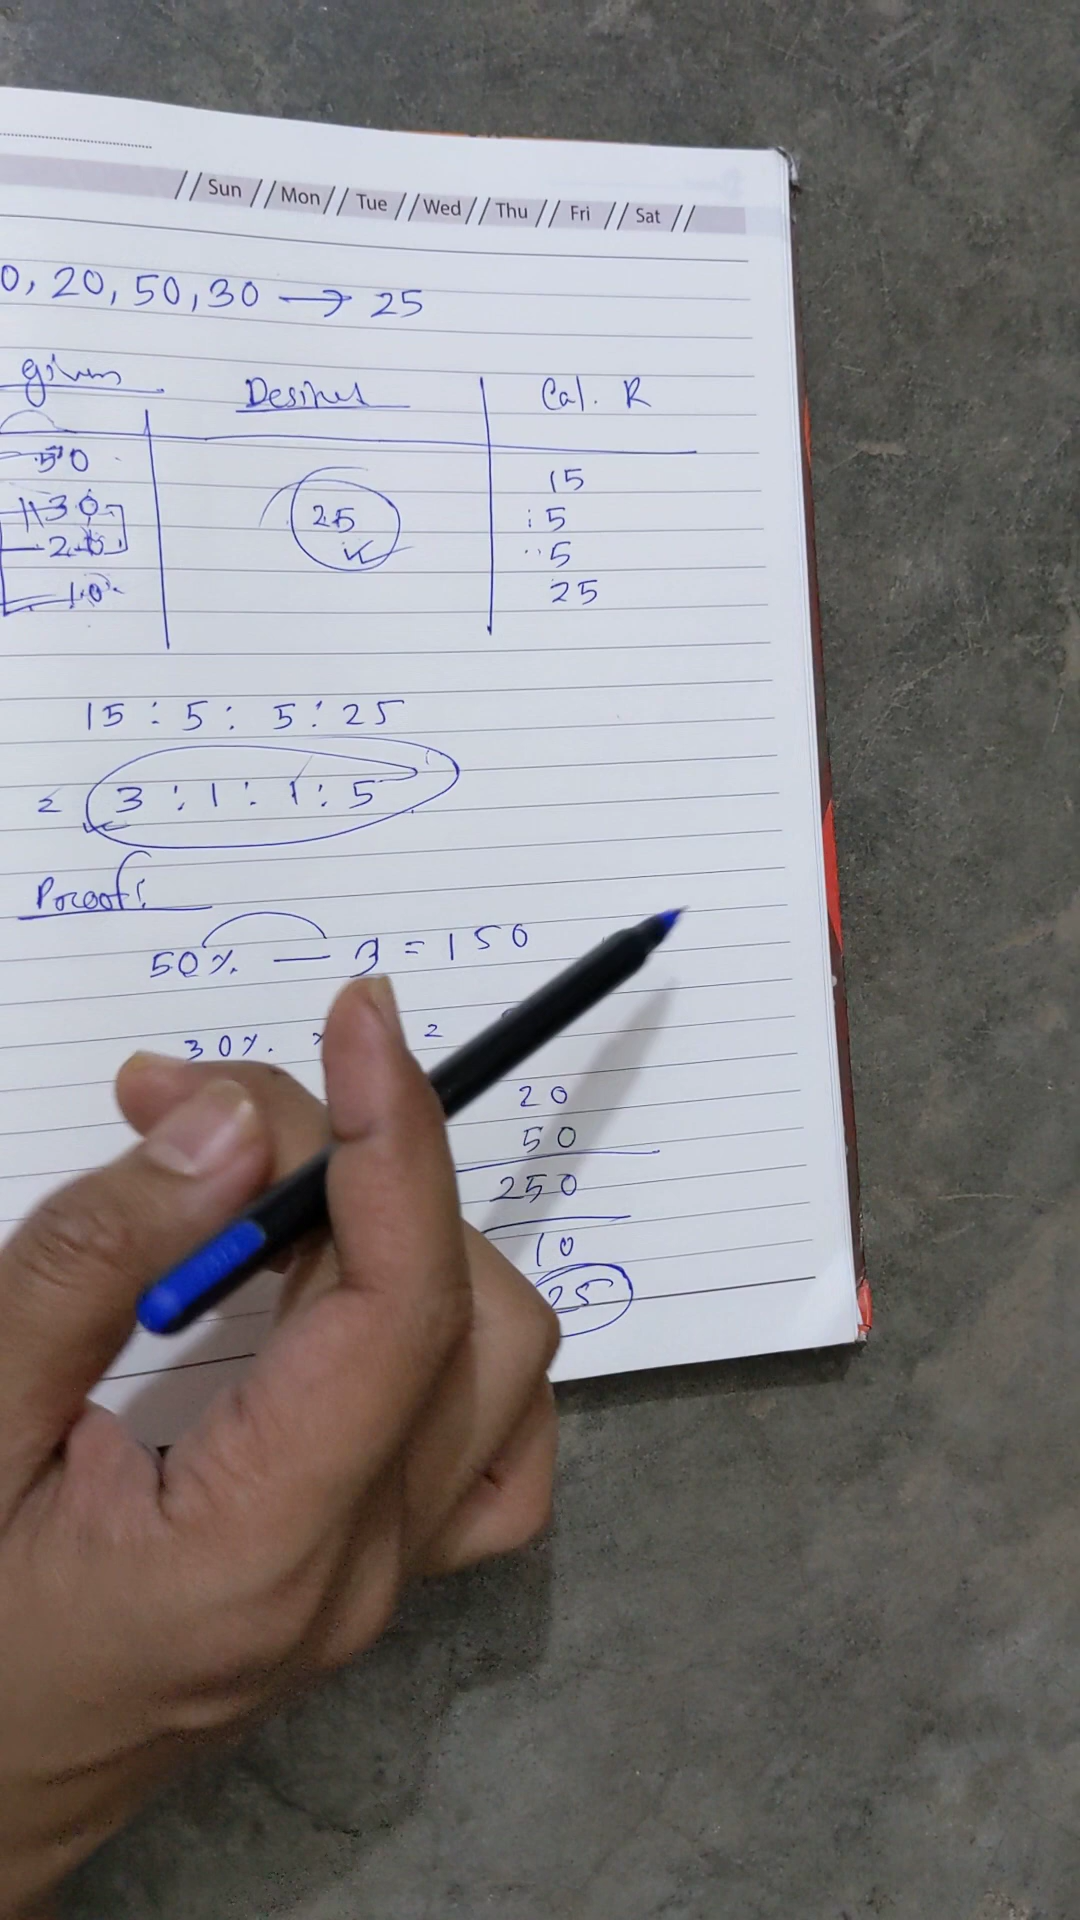 // Sun // Mon // Tue // Wed // Thu // Fri // Sat //
0, 20, 50, 30 → 25
given Desired Cal. R
50 15
30 25 : 5
20 5
10 25
15 : 5 : 5 : 25
= 3 : 1 : 1 : 5
Proof:
50% — 3 = 150
30% × =
20
50
250
10
25